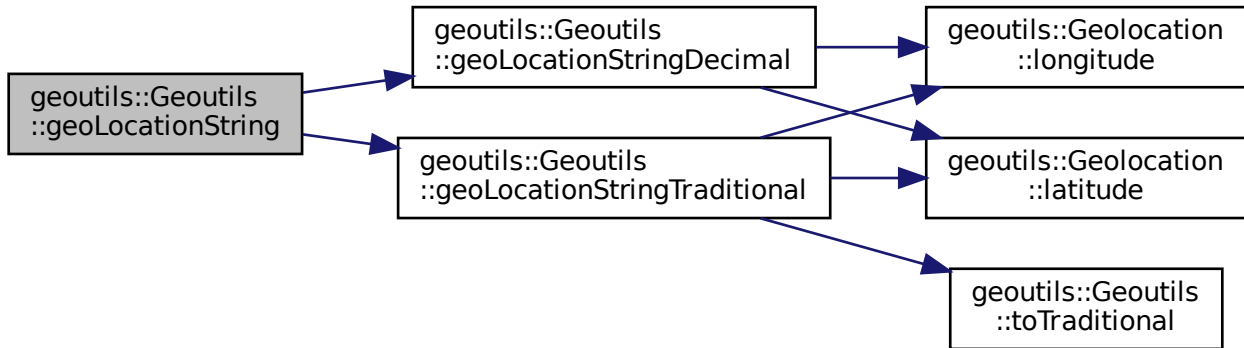 geoutils::Geoutils
::geoLocationString
geoutils::Geoutils
::geoLocationStringDecimal
geoutils::Geoutils
::geoLocationStringTraditional
geoutils::Geolocation
::longitude
geoutils::Geolocation
::latitude
geoutils::Geoutils
::toTraditional